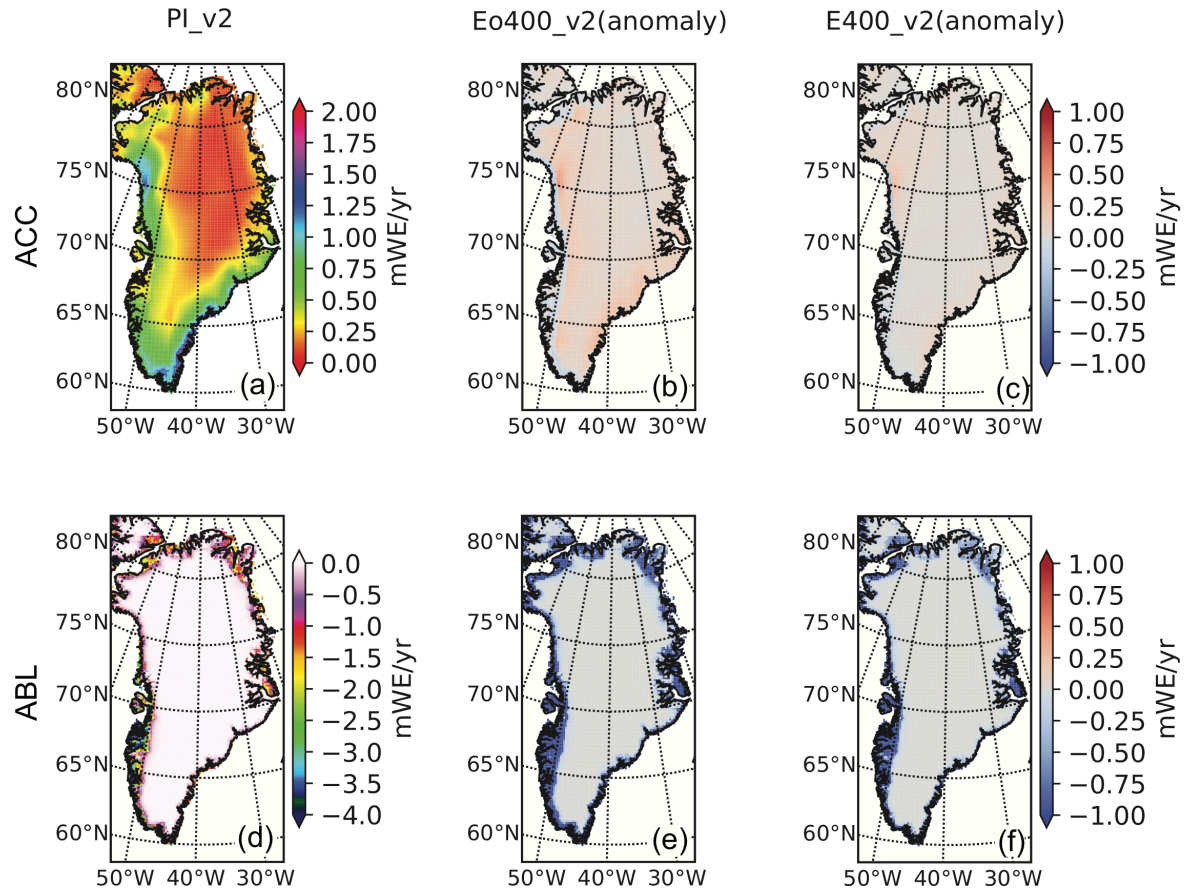 PI_v2
Eo400_v2(anomaly)
E400_v2(anomaly)
ACC
80°N
75°N
70°N
65°N
60°N
50°W 40°W 30°W
(a)
2.00
1.75
1.50
1.25
1.00
0.75
0.50
0.25
0.00
mWE/yr
80°N
75°N
70°N
65°N
60°N
50°W 40°W 30°W
(b)
80°N
75°N
70°N
65°N
60°N
50°W 40°W 30°W
(c)
1.00
0.75
0.50
0.25
0.00
−0.25
−0.50
−0.75
−1.00
mWE/yr
ABL
80°N
75°N
70°N
65°N
60°N
50°W 40°W 30°W
(d)
0.0
−0.5
−1.0
−1.5
−2.0
−2.5
−3.0
−3.5
−4.0
mWE/yr
80°N
75°N
70°N
65°N
60°N
50°W 40°W 30°W
(e)
80°N
75°N
70°N
65°N
60°N
50°W 40°W 30°W
(f)
1.00
0.75
0.50
0.25
0.00
−0.25
−0.50
−0.75
−1.00
mWE/yr